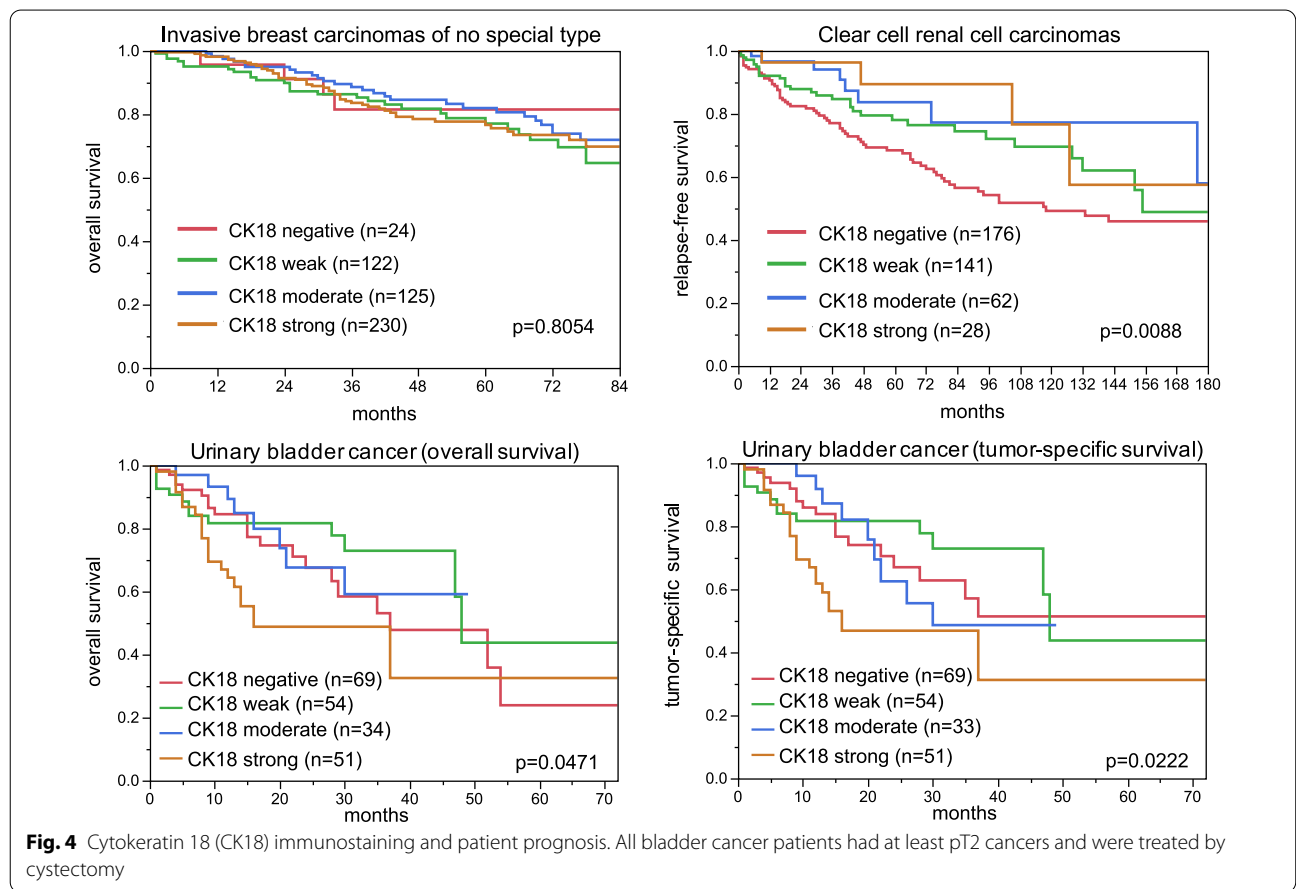 Invasive breast carcinomas of no special type
1.0
0.8
0.6
0.4
0.2
0.0
overall survival
CK18 negative (n=24)
CK18 weak (n=122)
CK18 moderate (n=125)
CK18 strong (n=230)
p=0.8054
0 12 24 36 48 60 72 84
months
Clear cell renal cell carcinomas
1.0
0.8
0.6
0.4
0.2
0.0
relapse-free survival
CK18 negative (n=176)
CK18 weak (n=141)
CK18 moderate (n=62)
CK18 strong (n=28)
p=0.0088
0 12 24 36 48 60 72 84 96 108 120 132 144 156 168 180
months
Urinary bladder cancer (overall survival)
1.0
0.8
0.6
0.4
0.2
0.0
overall survival
CK18 negative (n=69)
CK18 weak (n=54)
CK18 moderate (n=34)
CK18 strong (n=51)
p=0.0471
0 10 20 30 40 50 60 70
months
Urinary bladder cancer (tumor-specific survival)
1.0
0.8
0.6
0.4
0.2
0.0
tumor-specific survival
CK18 negative (n=69)
CK18 weak (n=54)
CK18 moderate (n=33)
CK18 strong (n=51)
p=0.0222
0 10 20 30 40 50 60 70
months
Fig. 4 Cytokeratin 18 (CK18) immunostaining and patient prognosis. All bladder cancer patients had at least pT2 cancers and were treated by
cystectomy